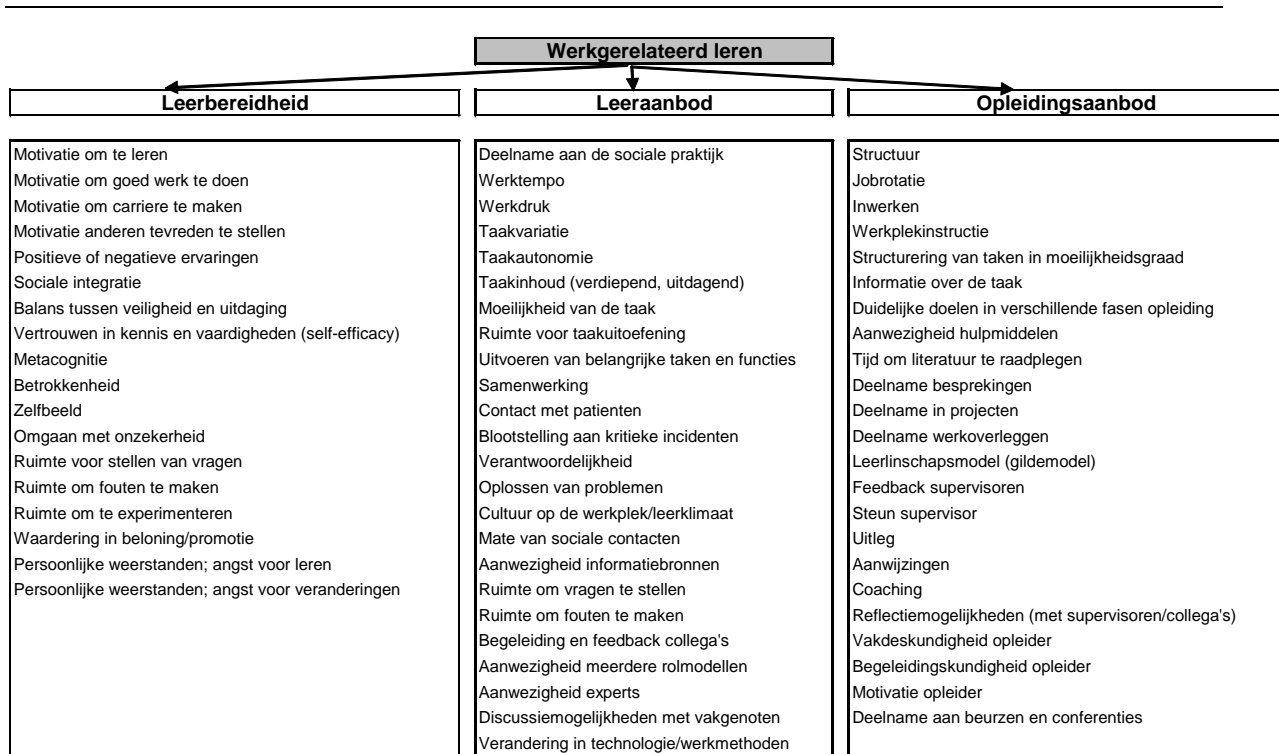 Werkgerelateerd leren
Leerbereidheid
Leeraanbod
Opleidingsaanbod
Motivatie om te leren
Motivatie om goed werk te doen
Motivatie om carriere te maken
Motivatie anderen tevreden te stellen
Positieve of negatieve ervaringen
Sociale integratie
Balans tussen veiligheid en uitdaging
Vertrouwen in kennis en vaardigheden (self-efficacy)
Metacognitie
Betrokkenheid
Zelfbeeld
Omgaan met onzekerheid
Ruimte voor stellen van vragen
Ruimte om fouten te maken
Ruimte om te experimenteren
Waardering in beloning/promotie
Persoonlijke weerstanden; angst voor leren
Persoonlijke weerstanden; angst voor veranderingen
Deelname aan de sociale praktijk
Werktempo
Werkdruk
Taakvariatie
Taakautonomie
Taakinhoud (verdiepend, uitdagend)
Moeilijkheid van de taak
Ruimte voor taakuitoefening
Uitvoeren van belangrijke taken en functies
Samenwerking
Contact met patienten
Blootstelling aan kritieke incidenten
Verantwoordelijkheid
Oplossen van problemen
Cultuur op de werkplek/leerklimaat
Mate van sociale contacten
Aanwezigheid informatiebronnen
Ruimte om vragen te stellen
Ruimte om fouten te maken
Begeleiding en feedback collega's
Aanwezigheid meerdere rolmodellen
Aanwezigheid experts
Discussiemogelijkheden met vakgenoten
Verandering in technologie/werkmethoden
Structuur
Jobrotatie
Inwerken
Werkplekinstructie
Structurering van taken in moeilijkheidsgraad
Informatie over de taak
Duidelijke doelen in verschillende fasen opleiding
Aanwezigheid hulpmiddelen
Tijd om literatuur te raadplegen
Deelname besprekingen
Deelname in projecten
Deelname werkoverleggen
Leerlinschapsmodel (gildemodel)
Feedback supervisoren
Steun supervisor
Uitleg
Aanwijzingen
Coaching
Reflectiemogelijkheden (met supervisoren/collega's)
Vakdeskundigheid opleider
Begeleidingskundigheid opleider
Motivatie opleider
Deelname aan beurzen en conferenties